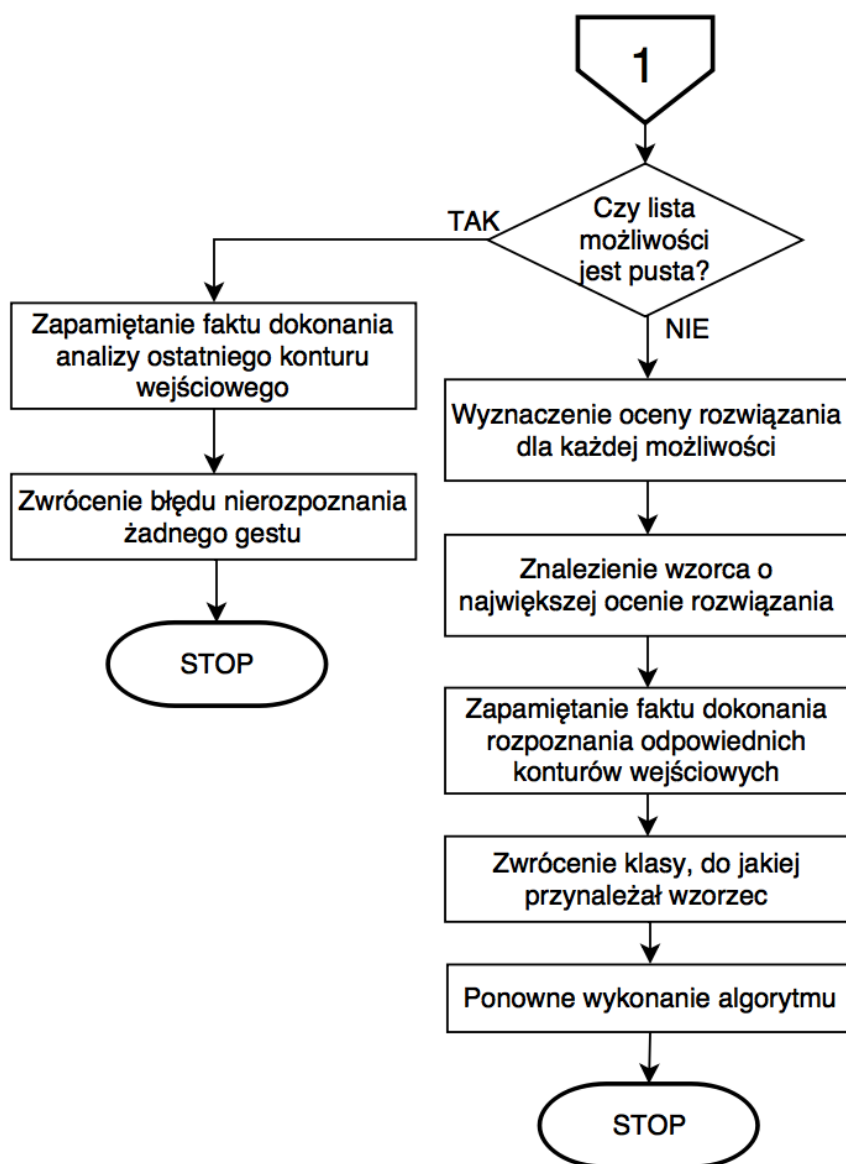 1
Czy lista
możliwości
jest pusta?
TAK
NIE
Zapamiętanie faktu dokonania
analizy ostatniego konturu
wejściowego
Zwrócenie błędu nierozpoznania
żadnego gestu
STOP
Wyznaczenie oceny rozwiązania
dla każdej możliwości
Znalezienie wzorca o
największej ocenie rozwiązania
Zapamiętanie faktu dokonania
rozpoznania odpowiednich
konturów wejściowych
Zwrócenie klasy, do jakiej
przynależał wzorzec
Ponowne wykonanie algorytmu
STOP